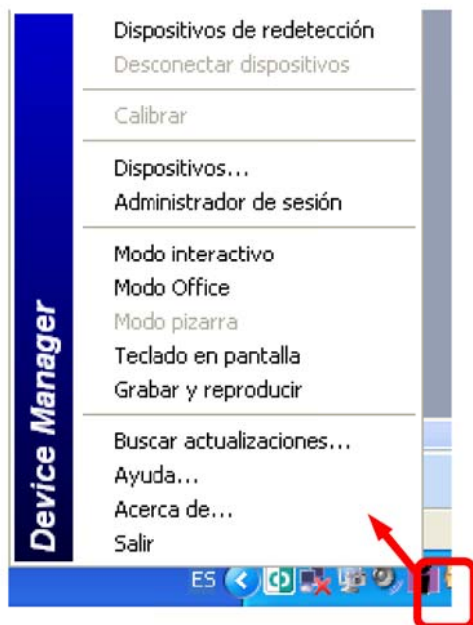 Dispositivos de redetección
Desconectar dispositivos
Calibrar
Dispositivos...
Administrador de sesión
Modo interactivo
Modo Office
Modo pizarra
Teclado en pantalla
Grabar y reproducir
Buscar actualizaciones...
Ayuda...
Acerca de...
Salir
Device Manager
ES